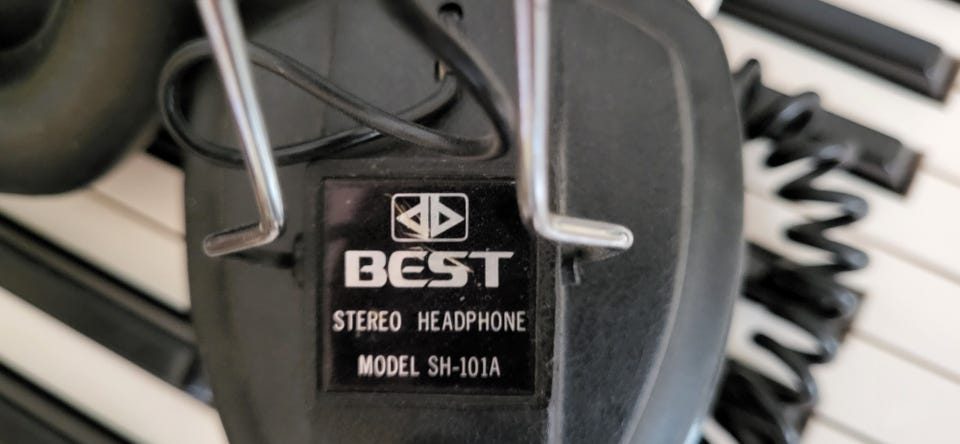 BEST
STEREO HEADPHONE
MODEL SH-101A